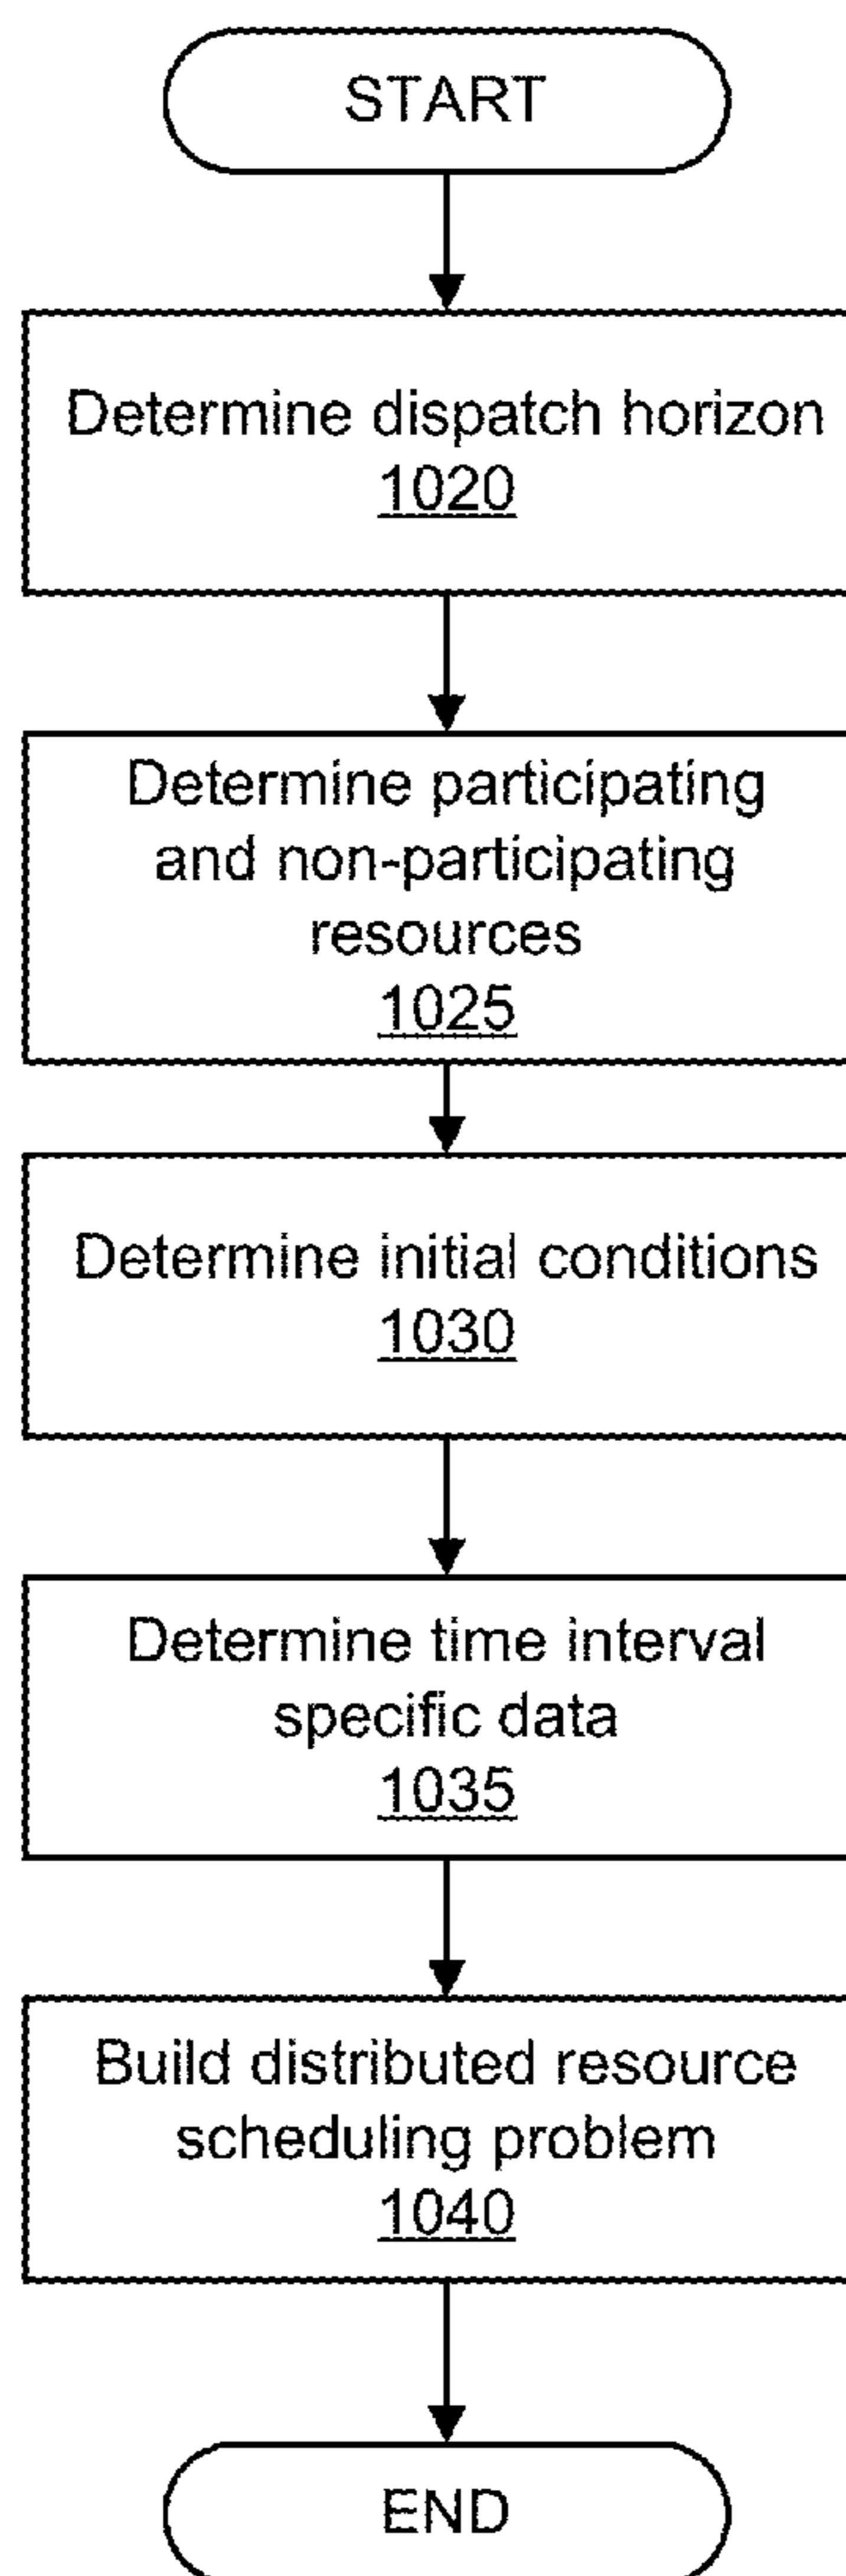 START
Determine dispatch horizon
1020
Determine participating
and non-participating
resources
1025
Determine initial conditions
1030
Determine time interval
specific data
1035
Build distributed resource
scheduling problem
1040
END